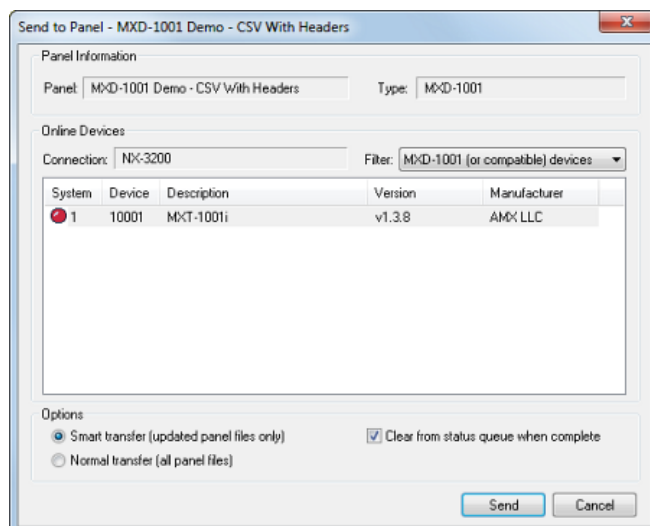 Send to Panel - MXD-1001 Demo - CSV With Headers
Panel Information
Panel: MXD-1001 Demo - CSV With Headers Type: MXD-1001
Online Devices
Connection: NX-3200 Filter: MXD-1001 (or compatible) devices
System Device Description Version Manufacturer
1 10001 MXT-1001i v1.3.8 AMX LLC
Options
Smart transfer (updated panel files only) Clear from status queue when complete
Normal transfer (all panel files)
Send Cancel